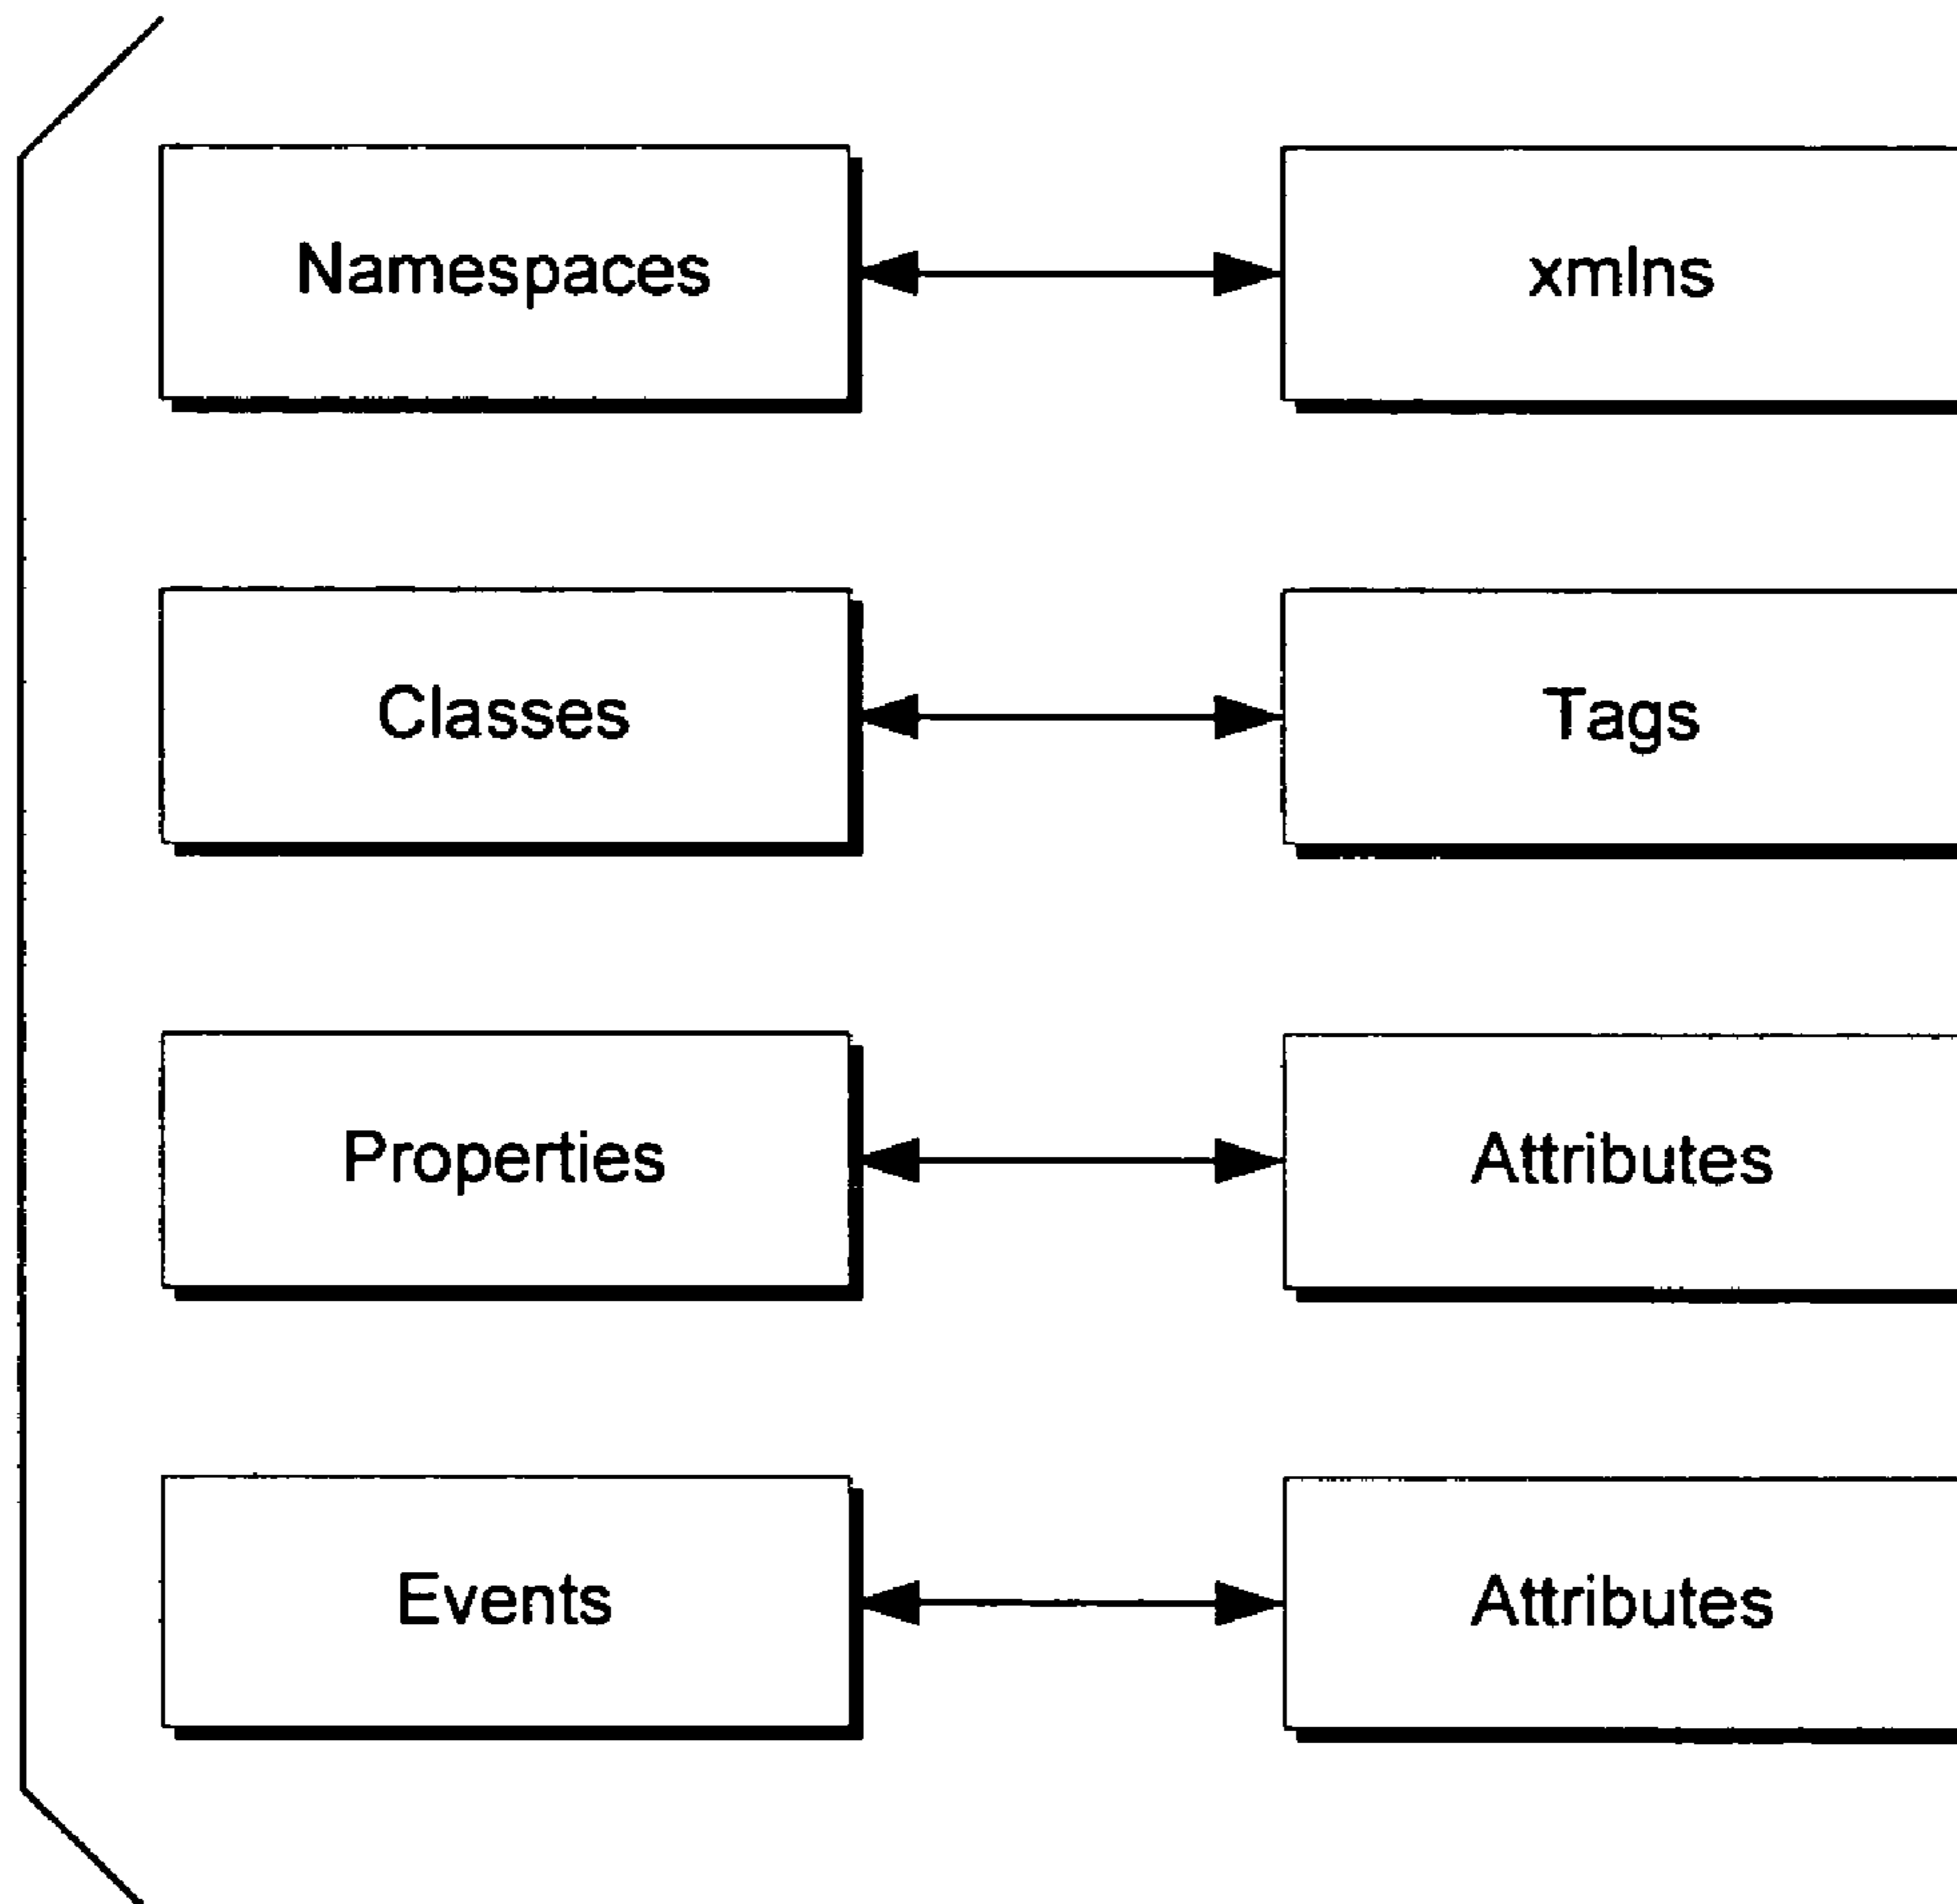 Namespaces
xmlns
Classes
Tags
Properties
Attributes
Events
Attributes